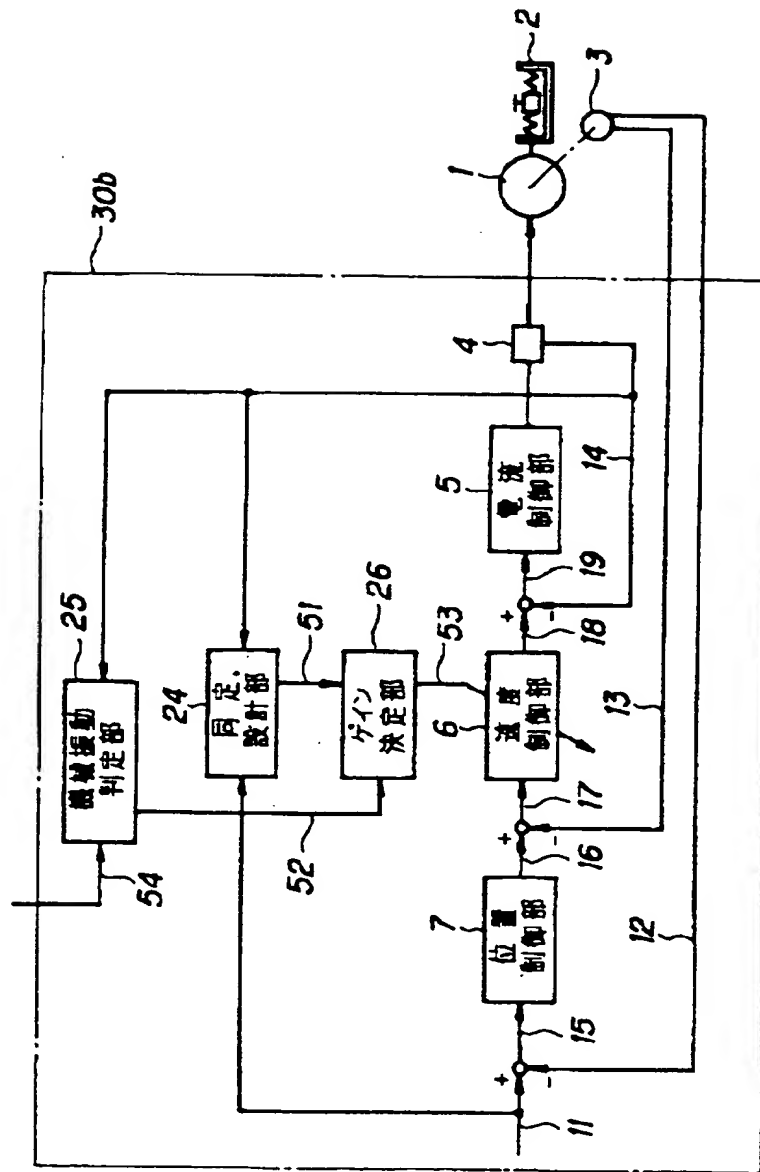 30b
25
機械振動
判定部
54
24
同定,
設計部
51
52
26
ゲイン
決定部
53
1
2
3
4
5
電流
制御部
14
19
18
+
-
6
速度
制御部
13
17
16
+
-
7
位置
制御部
12
15
11
+
-